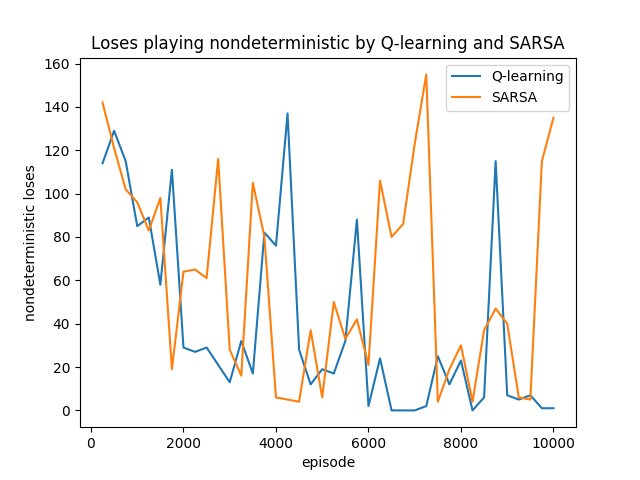 Loses playing nondeterministic by Q-learning and SARSA
160
140
120
100
80
60
40
20
0
nondeterministic loses
Q-learning
SARSA
0 2000 4000 6000 8000 10000
episode